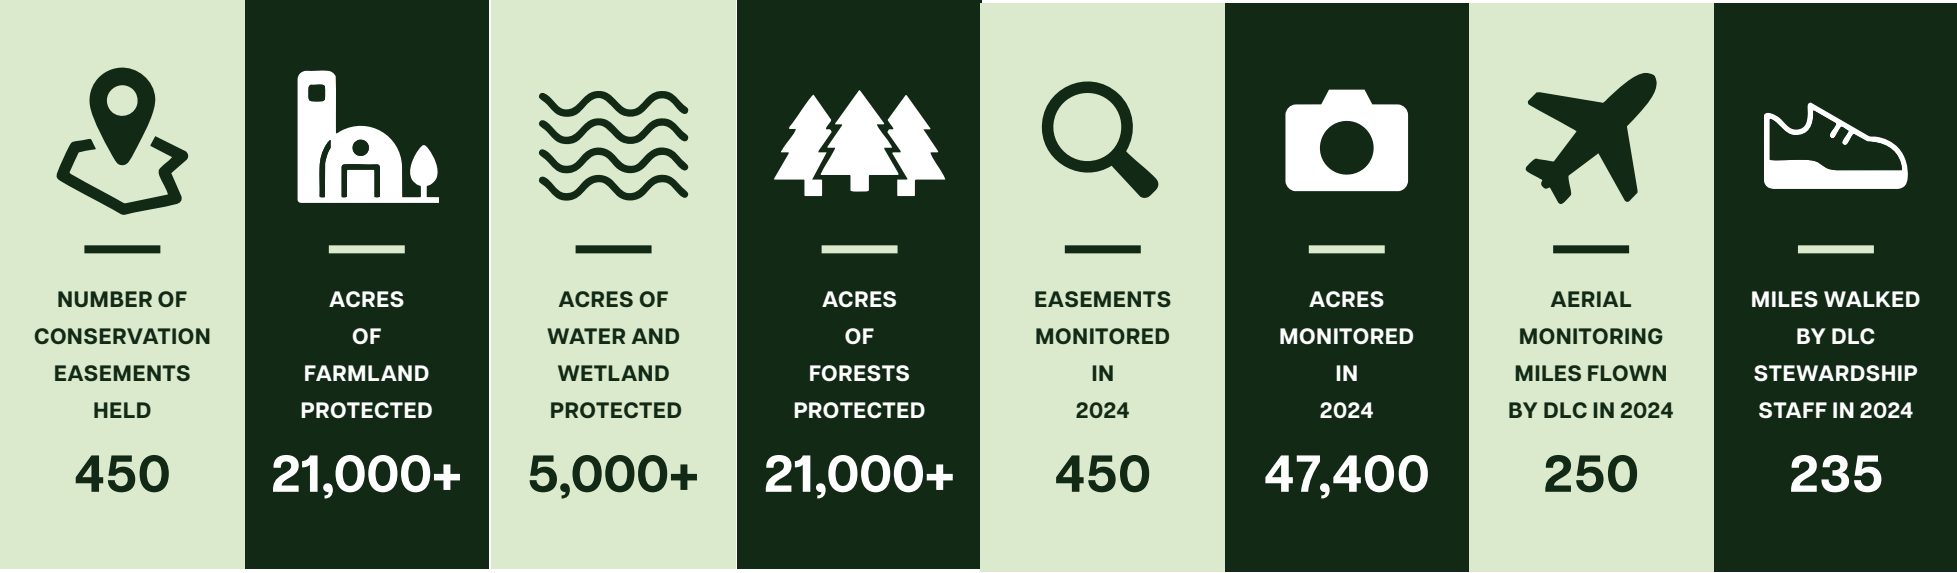 NUMBER OF
CONSERVATION
EASEMENTS
HELD
450
ACRES
OF
FARMLAND
PROTECTED
21,000+
ACRES OF
WATER AND
WETLAND
PROTECTED
5,000+
ACRES
OF
FORESTS
PROTECTED
21,000+
EASEMENTS
MONITORED
IN
2024
450
ACRES
MONITORED
IN
2024
47,400
AERIAL
MONITORING
MILES FLOWN
BY DLC IN 2024
250
MILES WALKED
BY DLC
STEWARDSHIP
STAFF IN 2024
235